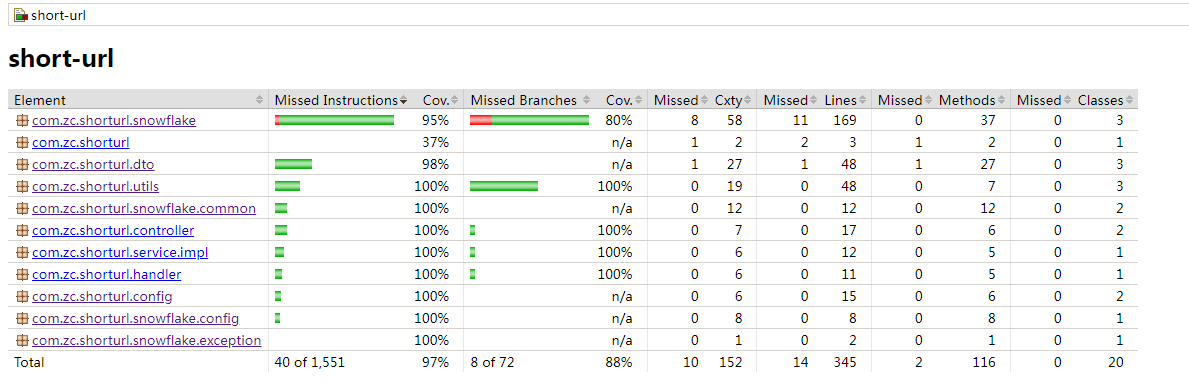 short-url
short-url
Element Missed Instructions Cov. Missed Branches Cov. Missed Cxty Missed Lines Missed Methods Missed Classes
com.zc.shorturl.snowflake 95% 80% 8 58 11 169 0 37 0 3
com.zc.shorturl 37% n/a 1 2 2 3 1 2 0 1
com.zc.shorturl.dto 98% n/a 1 27 1 48 1 27 0 3
com.zc.shorturl.utils 100% 100% 0 19 0 48 0 7 0 3
com.zc.shorturl.snowflake.common 100% n/a 0 12 0 12 0 12 0 2
com.zc.shorturl.controller 100% 100% 0 7 0 17 0 6 0 2
com.zc.shorturl.service.impl 100% 100% 0 6 0 12 0 5 0 1
com.zc.shorturl.handler 100% 100% 0 6 0 11 0 5 0 1
com.zc.shorturl.config 100% n/a 0 6 0 15 0 6 0 2
com.zc.shorturl.snowflake.config 100% n/a 0 8 0 8 0 8 0 1
com.zc.shorturl.snowflake.exception 100% n/a 0 1 0 2 0 1 0 1
Total 40 of 1,551 97% 8 of 72 88% 10 152 14 345 2 116 0 20